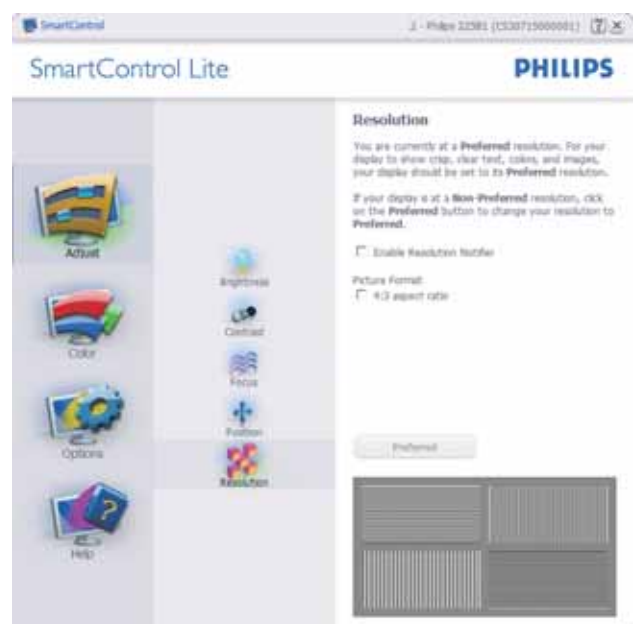 SmartControl
2 - Philips 225B1
SmartControl Lite
PHILIPS
Adjust
Color
Options
Help
Brightness
Contrast
Focus
Position
Resolution
Resolution
You are currently at a Preferred resolution. For your
display to show crisp, clear text, colors, and images,
your display should be set to its Preferred resolution.
If your display is at a Non-Preferred resolution, click
on the Preferred button to change your resolution to
Preferred.
Enable Resolution Notifier
Picture Format:
4:3 aspect ratio
Preferred